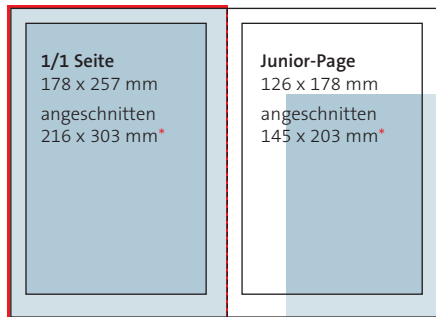 1/1 Seite
178 x 257 mm
angeschnitten
216 x 303 mm*
Junior-Page
126 x 178 mm
angeschnitten
145 x 203 mm*